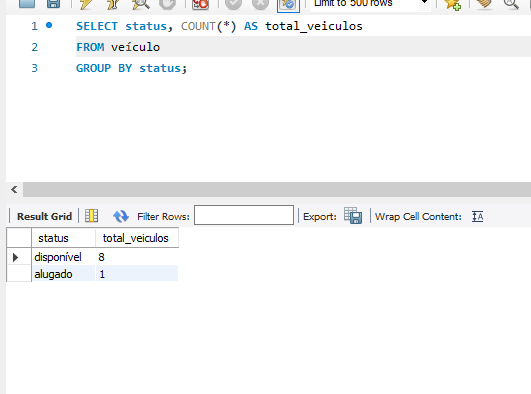 Limit to 500 rows
1 SELECT status, COUNT(*) AS total_veiculos
2 FROM veículo
3 GROUP BY status;
Result Grid Filter Rows: Export: Wrap Cell Content:
status total_veiculos
disponível 8
alugado 1